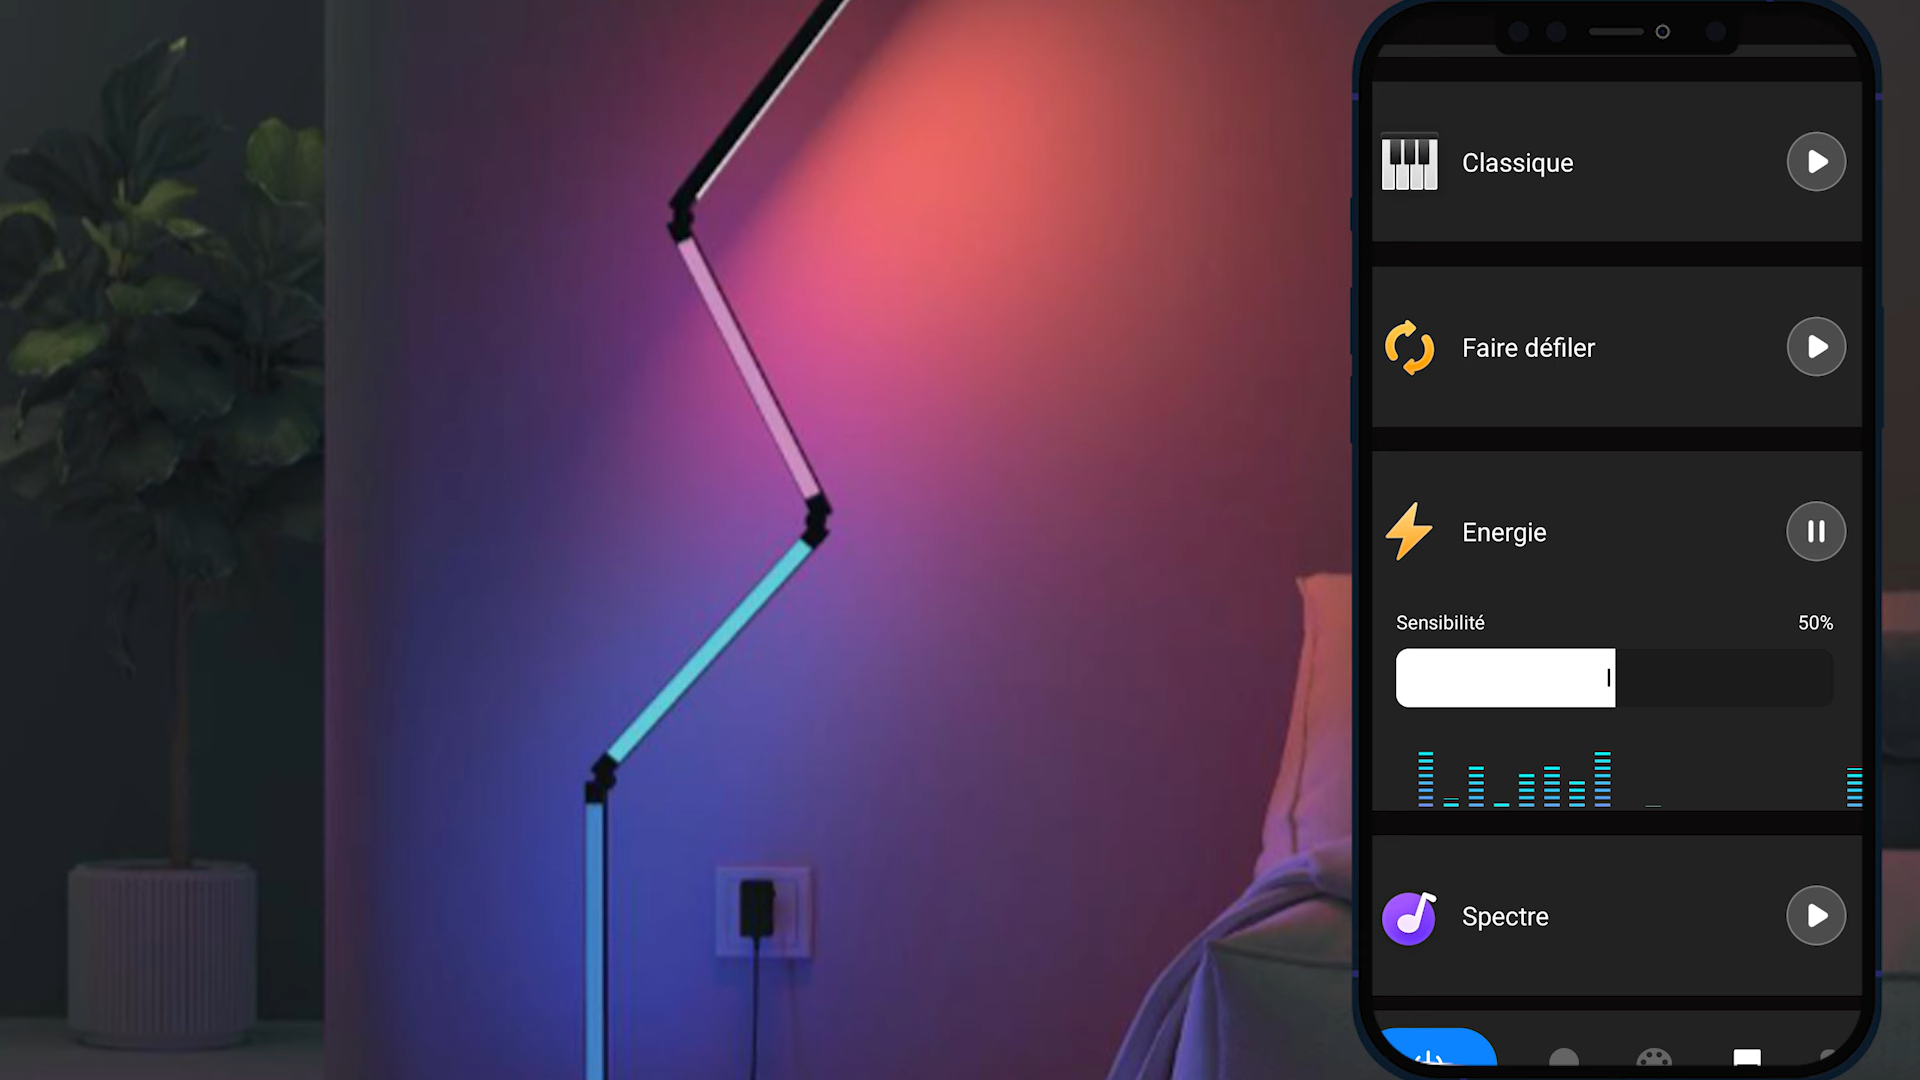 Classique
Faire défiler
Energie
Sensibilité 50%
Spectre